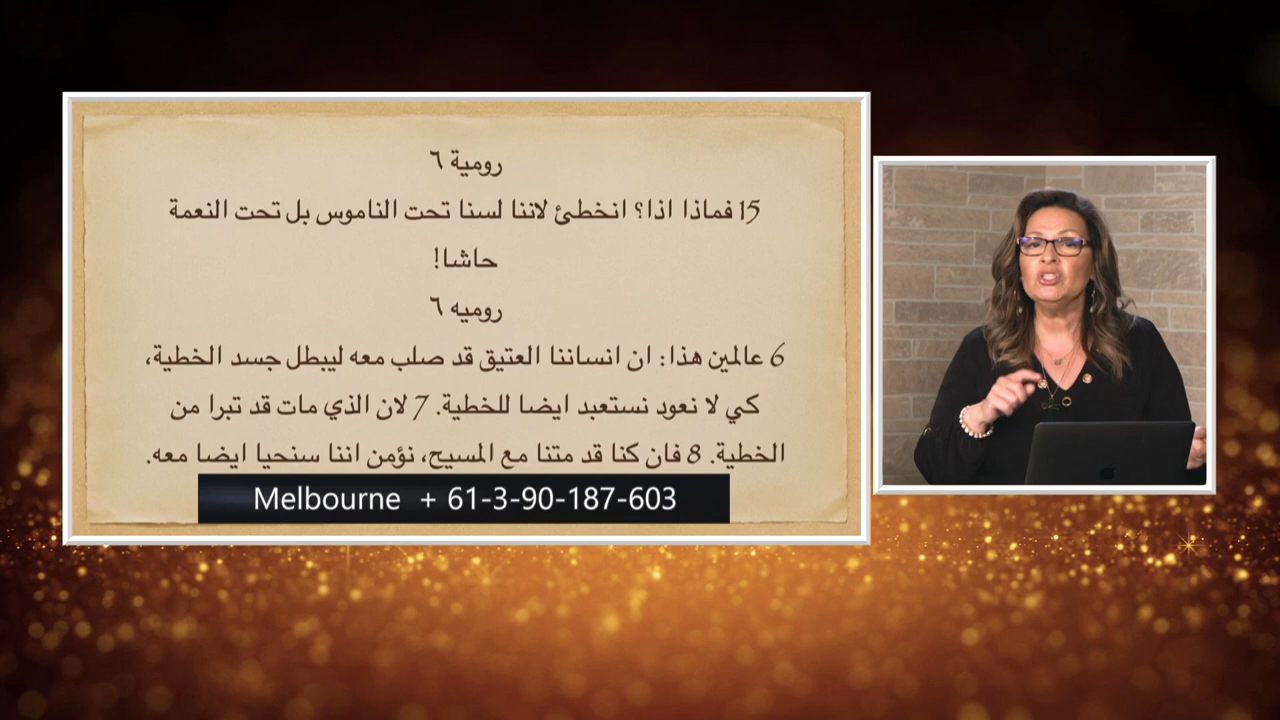 رومية ٦
15 فماذا اذا؟ انخطئ لاننا لسنا تحت الناموس بل تحت النعمة
حاشا!
روميه ٦
6 عالمين هذا: ان انساننا العتيق قد صلب معه ليبطل جسد الخطية،
كي لا نعود نستعبد ايضا للخطية. 7 لان الذي مات قد تبرا من
الخطية. 8 فان كنا قد متنا مع المسيح، نؤمن اننا سنحيا ايضا معه.
Melbourne + 61-3-90-187-603